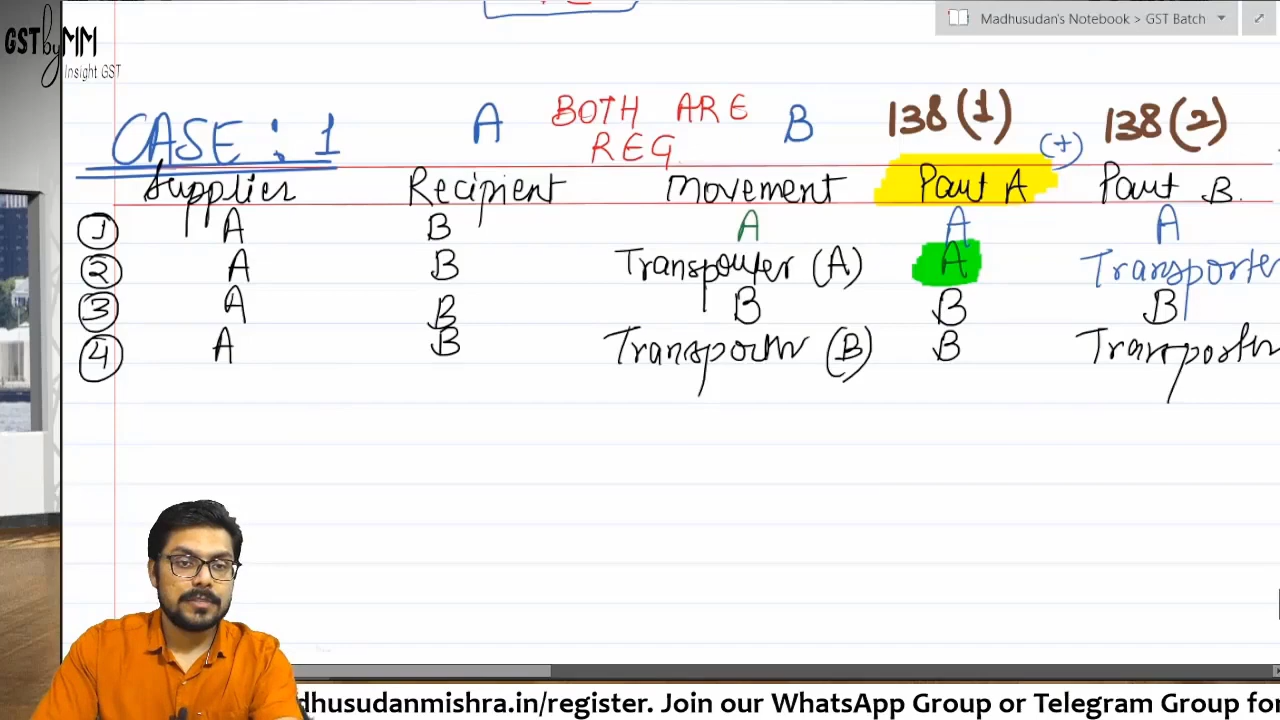 Madhusudan's Notebook > GST Batch
GST by MM
Insight GST
CASE : 1 A BOTH ARE REG. B 138(1) (+) 138(2)
Supplier Recipient Movement Part A Part B.
① A B A A A
② A B Transporter (A) A Transporter
③ A B B B B
④ A B Transporter (B) B Transporter
dhusudanmishra.in/register. Join our WhatsApp Group or Telegram Group for